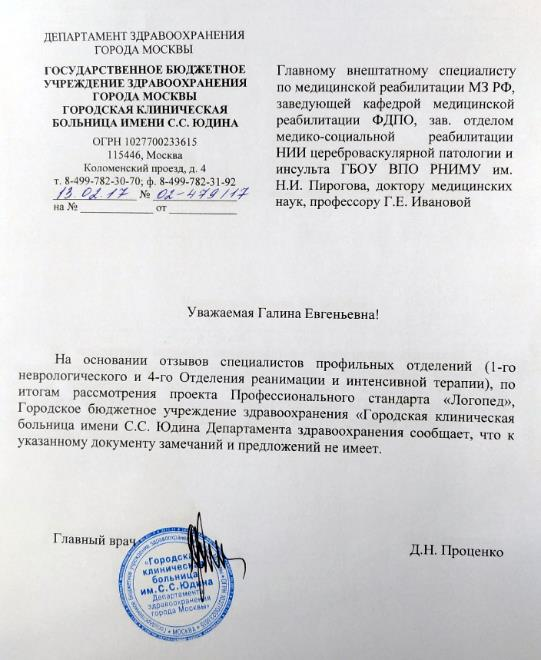 ДЕПАРТАМЕНТ ЗДРАВООХРАНЕНИЯ
ГОРОДА МОСКВЫ
ГОСУДАРСТВЕННОЕ БЮДЖЕТНОЕ
УЧРЕЖДЕНИЕ ЗДРАВООХРАНЕНИЯ
ГОРОДА МОСКВЫ
ГОРОДСКАЯ КЛИНИЧЕСКАЯ
БОЛЬНИЦА ИМЕНИ С.С. ЮДИНА
ОГРН 1027700233615
115446, Москва
Коломенский проезд, д. 4
т. 8-499-782-30-70; ф. 8-499-782-31-92
13.02.17 № 02-479/17
на № от
Главному внештатному специалисту
по медицинской реабилитации МЗ РФ,
заведующей кафедрой медицинской
реабилитации ФДПО, зав. отделом
медико-социальной реабилитации
НИИ цереброваскулярной патологии и
инсульта ГБОУ ВПО РНИМУ им.
Н.И. Пирогова, доктору медицинских
наук, профессору Г.Е. Ивановой
Уважаемая Галина Евгеньевна!
На основании отзывов специалистов профильных отделений (1-го
неврологического и 4-го Отделения реанимации и интенсивной терапии), по
итогам рассмотрения проекта Профессионального стандарта «Логопед»,
Городское бюджетное учреждение здравоохранения «Городская клиническая
больница имени С.С. Юдина Департамента здравоохранения сообщает, что к
указанному документу замечаний и предложений не имеет.
Главный врач
Д.Н. Проценко
«Городская
клиническая
больница
им.С.С.Юдина
Департамента
здравоохранения
города Москвы»
МОСКВА